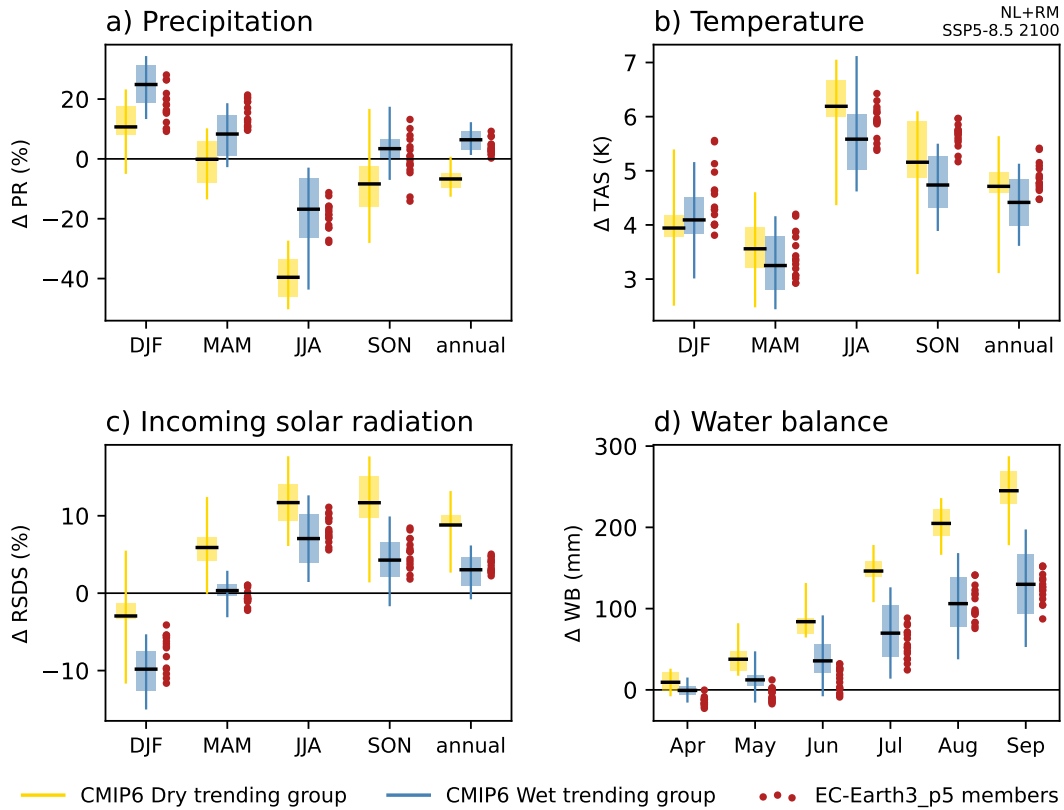 a) Precipitation
b) Temperature
NL+RM
SSP5-8.5 2100
Δ PR (%)
20
0
−20
−40
DJF MAM JJA SON annual
Δ TAS (K)
7
6
5
4
3
DJF MAM JJA SON annual
c) Incoming solar radiation
d) Water balance
Δ RSDS (%)
10
0
−10
DJF MAM JJA SON annual
Δ WB (mm)
300
200
100
0
Apr May Jun Jul Aug Sep
CMIP6 Dry trending group CMIP6 Wet trending group EC-Earth3_p5 members